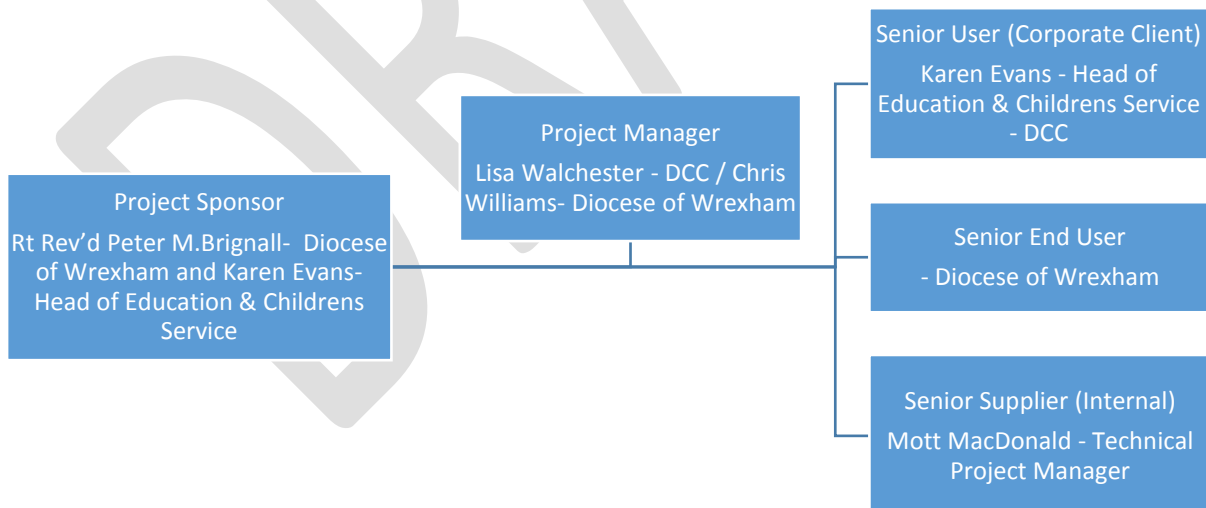 Project Sponsor
Rt Rev’d Peter M.Brignall-  Diocese
of Wrexham and Karen Evans-
Head of Education & Childrens
Service
Project Manager
Lisa Walchester - DCC / Chris
Williams- Diocese of Wrexham
Senior User (Corporate Client)
Karen Evans - Head of
Education & Childrens Service
- DCC
Senior End User
- Diocese of Wrexham
Senior Supplier (Internal)
Mott MacDonald - Technical
Project Manager